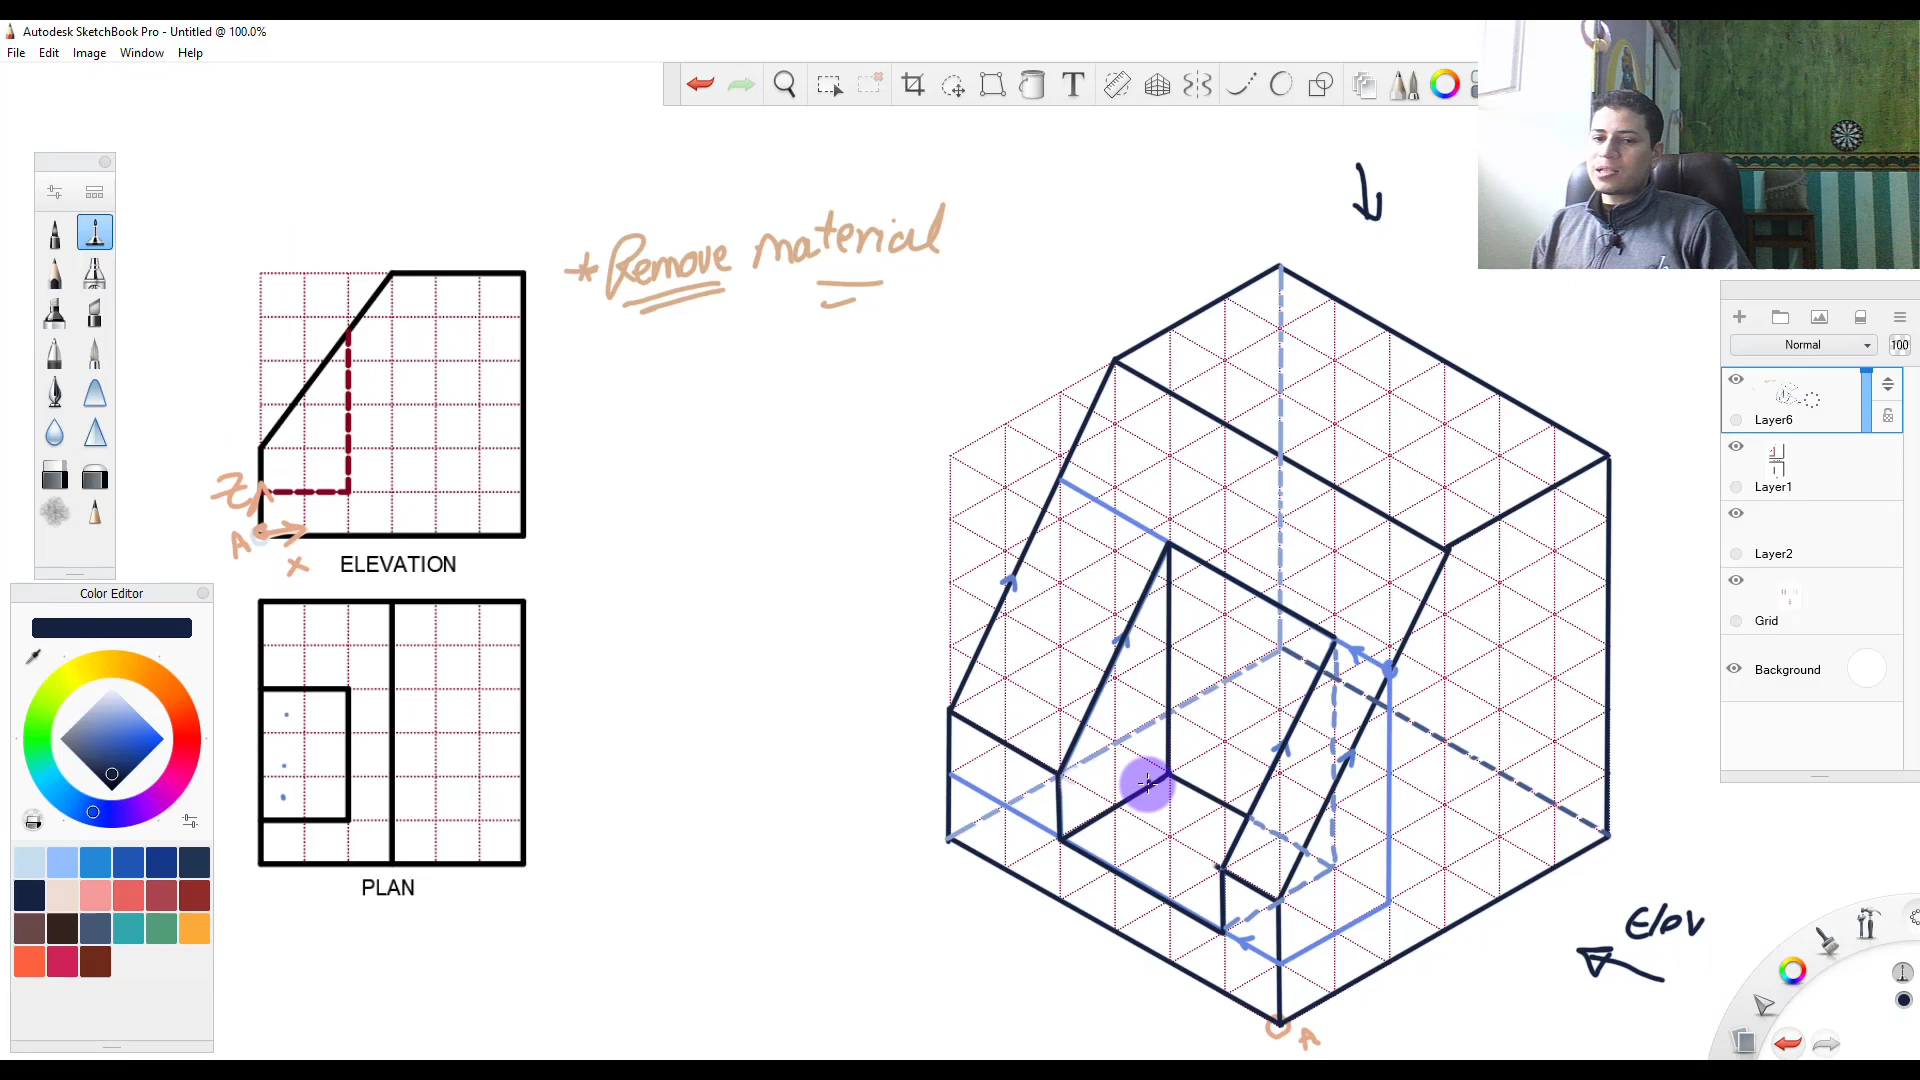 Autodesk SketchBook Pro - Untitled @ 100.0%
File Edit Image Window Help
T
* Remove material
Normal
100
Layer6
Layer1
Layer2
Grid
Background
Z
A
x
ELEVATION
Color Editor
PLAN
Elev
A